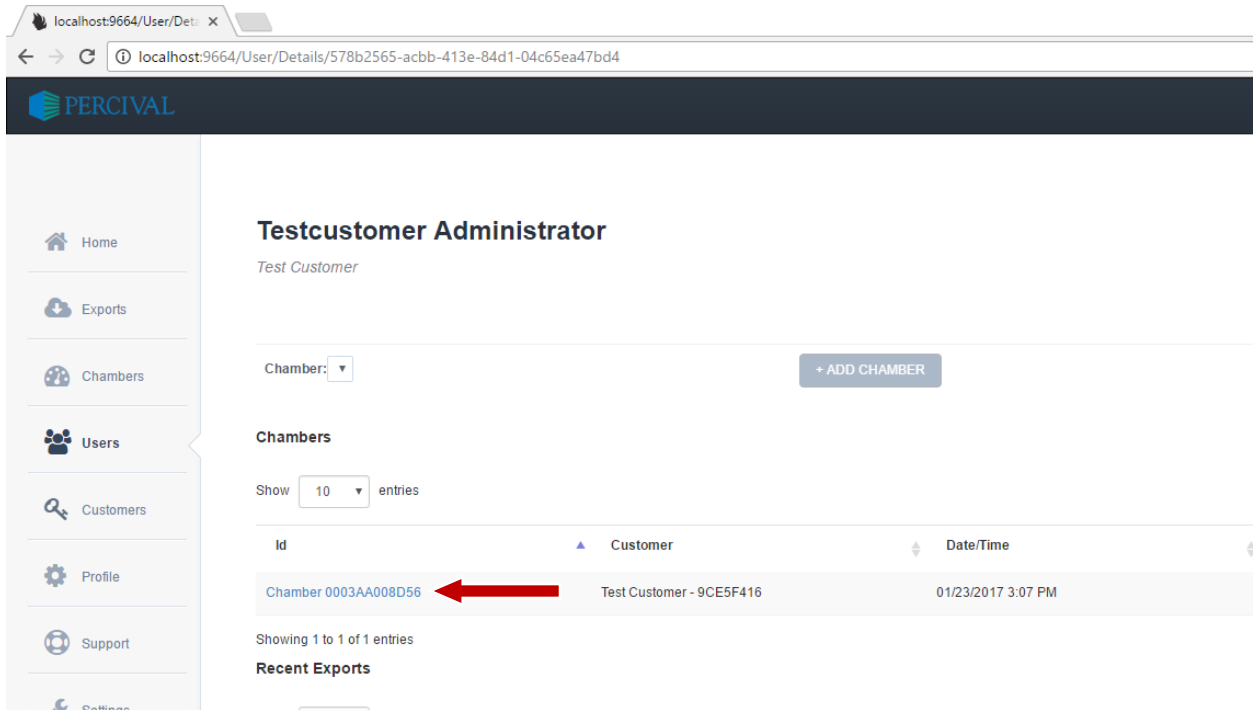 localhost:9664/User/Deta
localhost:9664/User/Details/578b2565-acbb-413e-84d1-04c65ea47bd4
PERCIVAL
Home
Exports
Chambers
Users
Customers
Profile
Support
Settings
Testcustomer Administrator
Test Customer
Chamber:
+ ADD CHAMBER
Chambers
Show 10 entries
Id Customer Date/Time
Chamber 0003AA008D56 Test Customer - 9CE5F416 01/23/2017 3:07 PM
Showing 1 to 1 of 1 entries
Recent Exports